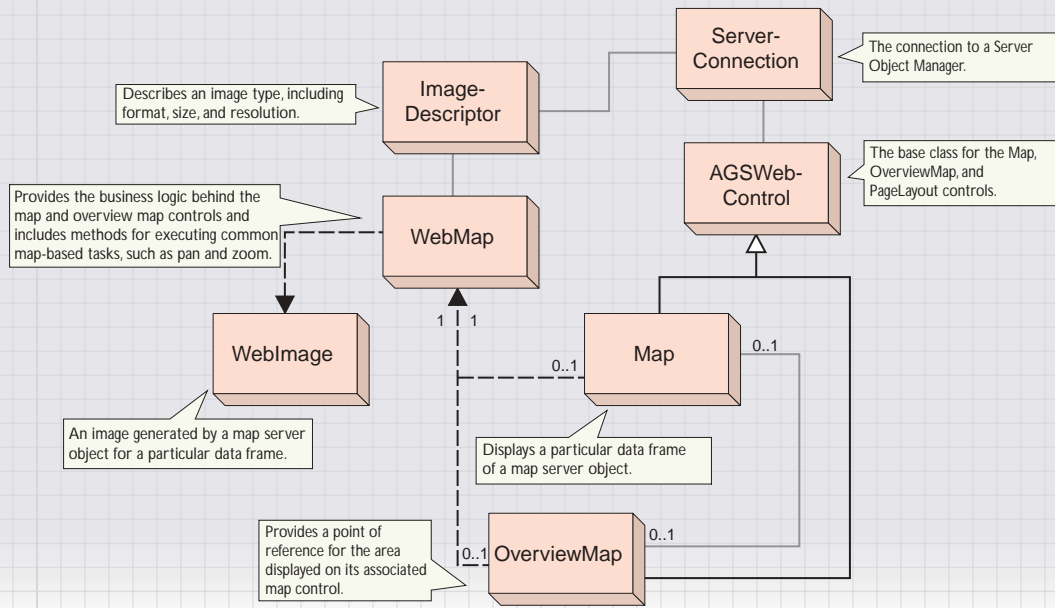 Server-
Connection
The connection to a Server
Object Manager.
Image-
Descriptor
Describes an image type, including
format, size, and resolution.
AGSWeb-
Control
The base class for the Map,
OverviewMap, and
PageLayout controls.
Provides the business logic behind the
map and overview map controls and
includes methods for executing common
map-based tasks, such as pan and zoom.
WebMap
1 1
WebImage
Map
0..1
0..1
An image generated by a map server
object for a particular data frame.
Displays a particular data frame
of a map server object.
Provides a point of
reference for the area
displayed on its associated
map control.
0..1
OverviewMap
0..1